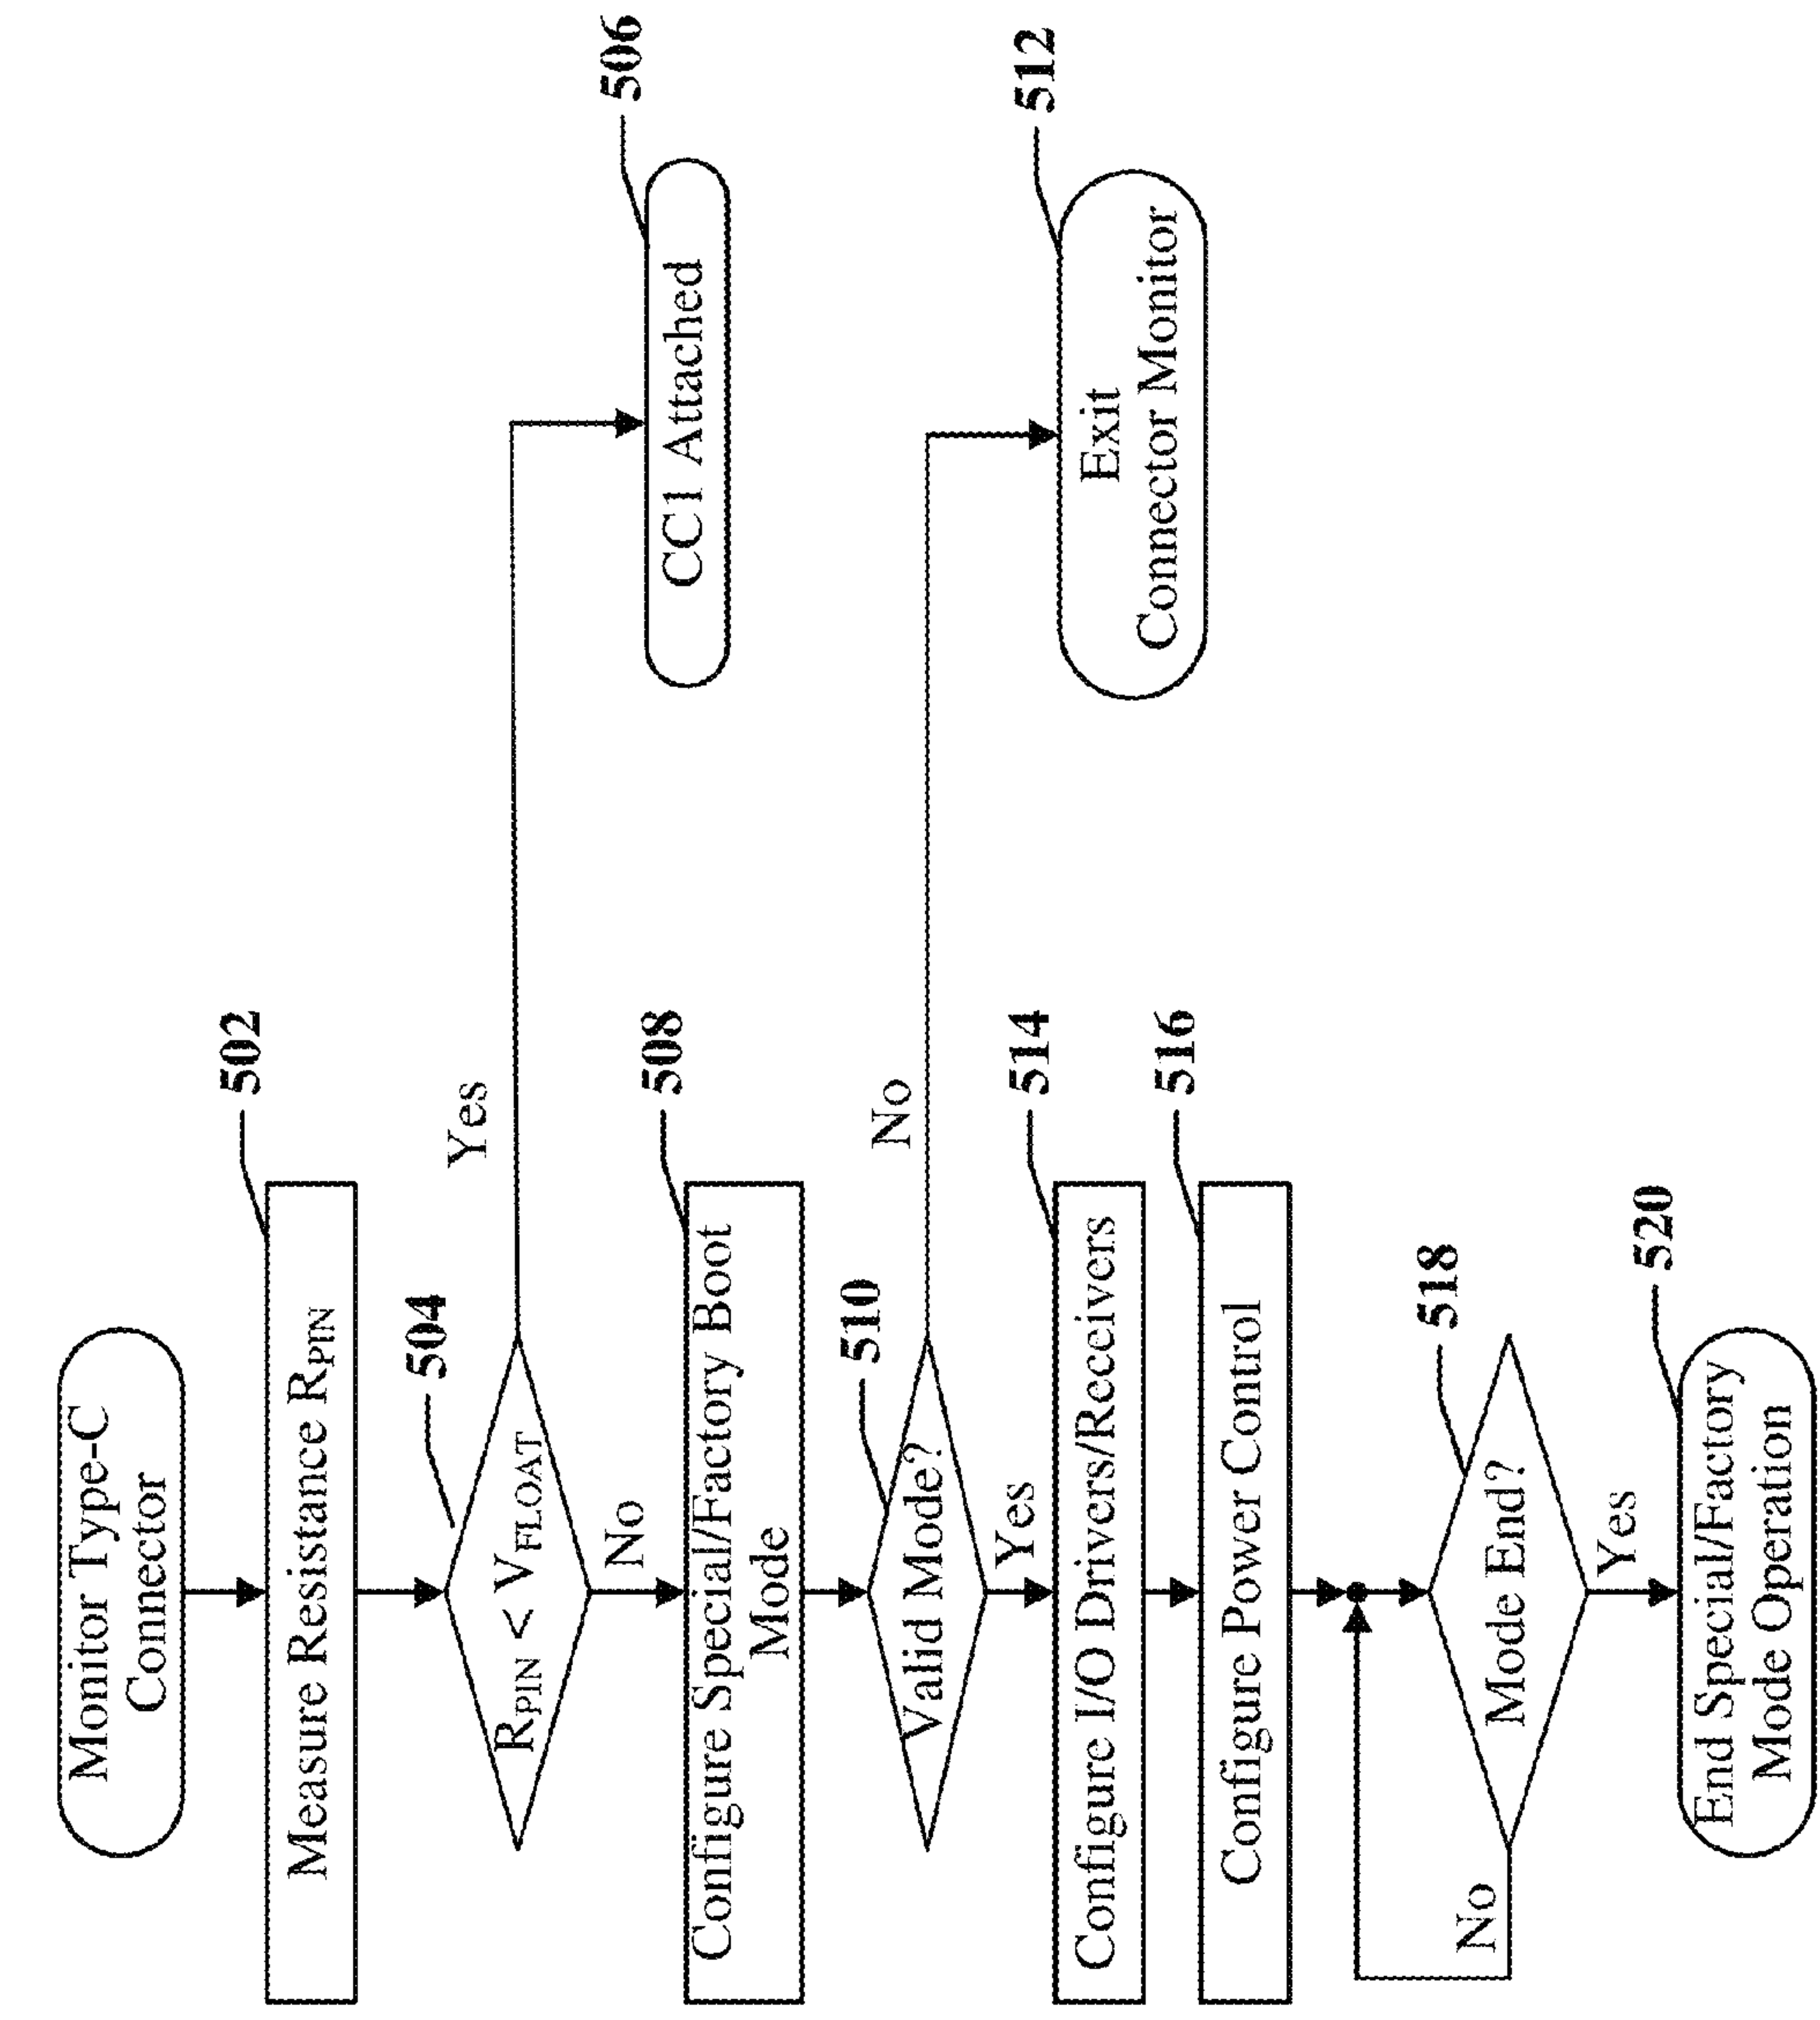 Monitor Type-C
Connector
502
Measure Resistance RPIN
504
RPIN < VFLOAT
Yes
506
CC1 Attached
No
508
Configure Special/Factory Boot
Mode
510
Valid Mode?
No
512
Exit
Connector Monitor
Yes
514
Configure I/O Drivers/Receivers
516
Configure Power Control
518
Mode End?
No
Yes
520
End Special/Factory
Mode Operation